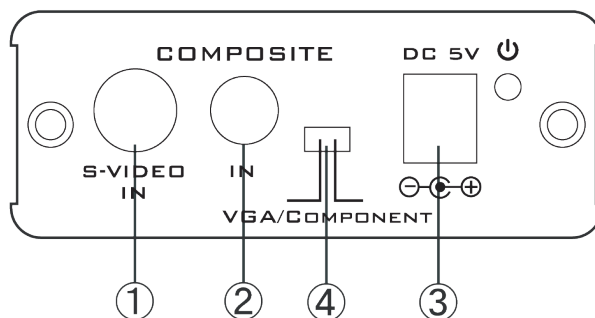 COMPOSITE
DC 5V
S-VIDEO
IN
IN
VGA/COMPONENT
① ② ④ ③